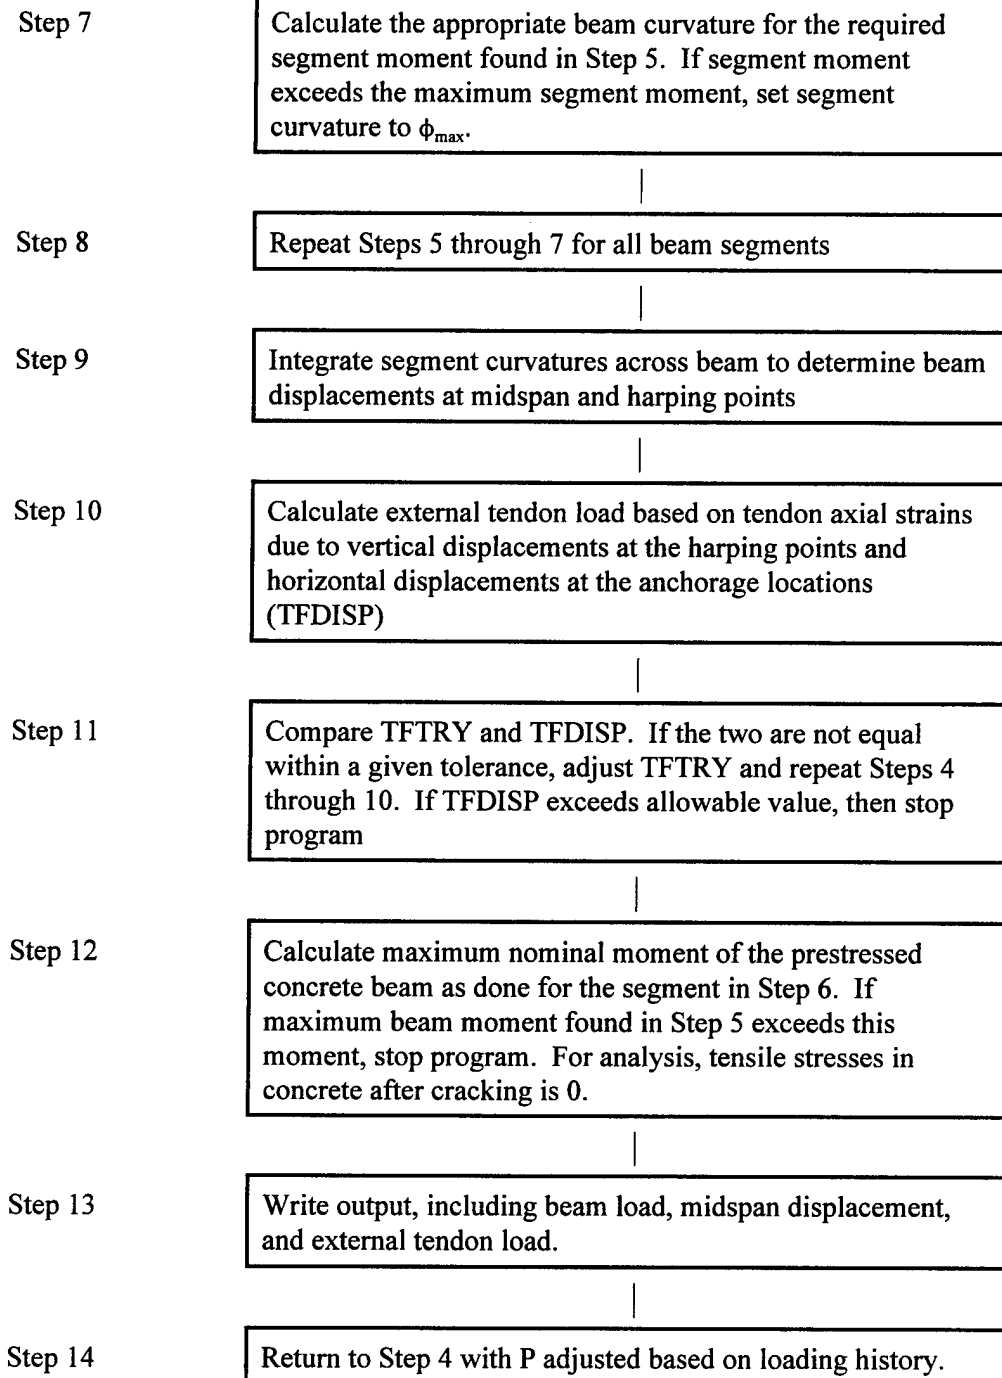 Step 7
Calculate the appropriate beam curvature for the required
segment moment found in Step 5. If segment moment
exceeds the maximum segment moment, set segment
curvature to ϕmax.
Step 8
Repeat Steps 5 through 7 for all beam segments
Step 9
Integrate segment curvatures across beam to determine beam
displacements at midspan and harping points
Step 10
Calculate external tendon load based on tendon axial strains
due to vertical displacements at the harping points and
horizontal displacements at the anchorage locations
(TFDISP)
Step 11
Compare TFTRY and TFDISP. If the two are not equal
within a given tolerance, adjust TFTRY and repeat Steps 4
through 10. If TFDISP exceeds allowable value, then stop
program
Step 12
Calculate maximum nominal moment of the prestressed
concrete beam as done for the segment in Step 6. If
maximum beam moment found in Step 5 exceeds this
moment, stop program. For analysis, tensile stresses in
concrete after cracking is 0.
Step 13
Write output, including beam load, midspan displacement,
and external tendon load.
Step 14
Return to Step 4 with P adjusted based on loading history.